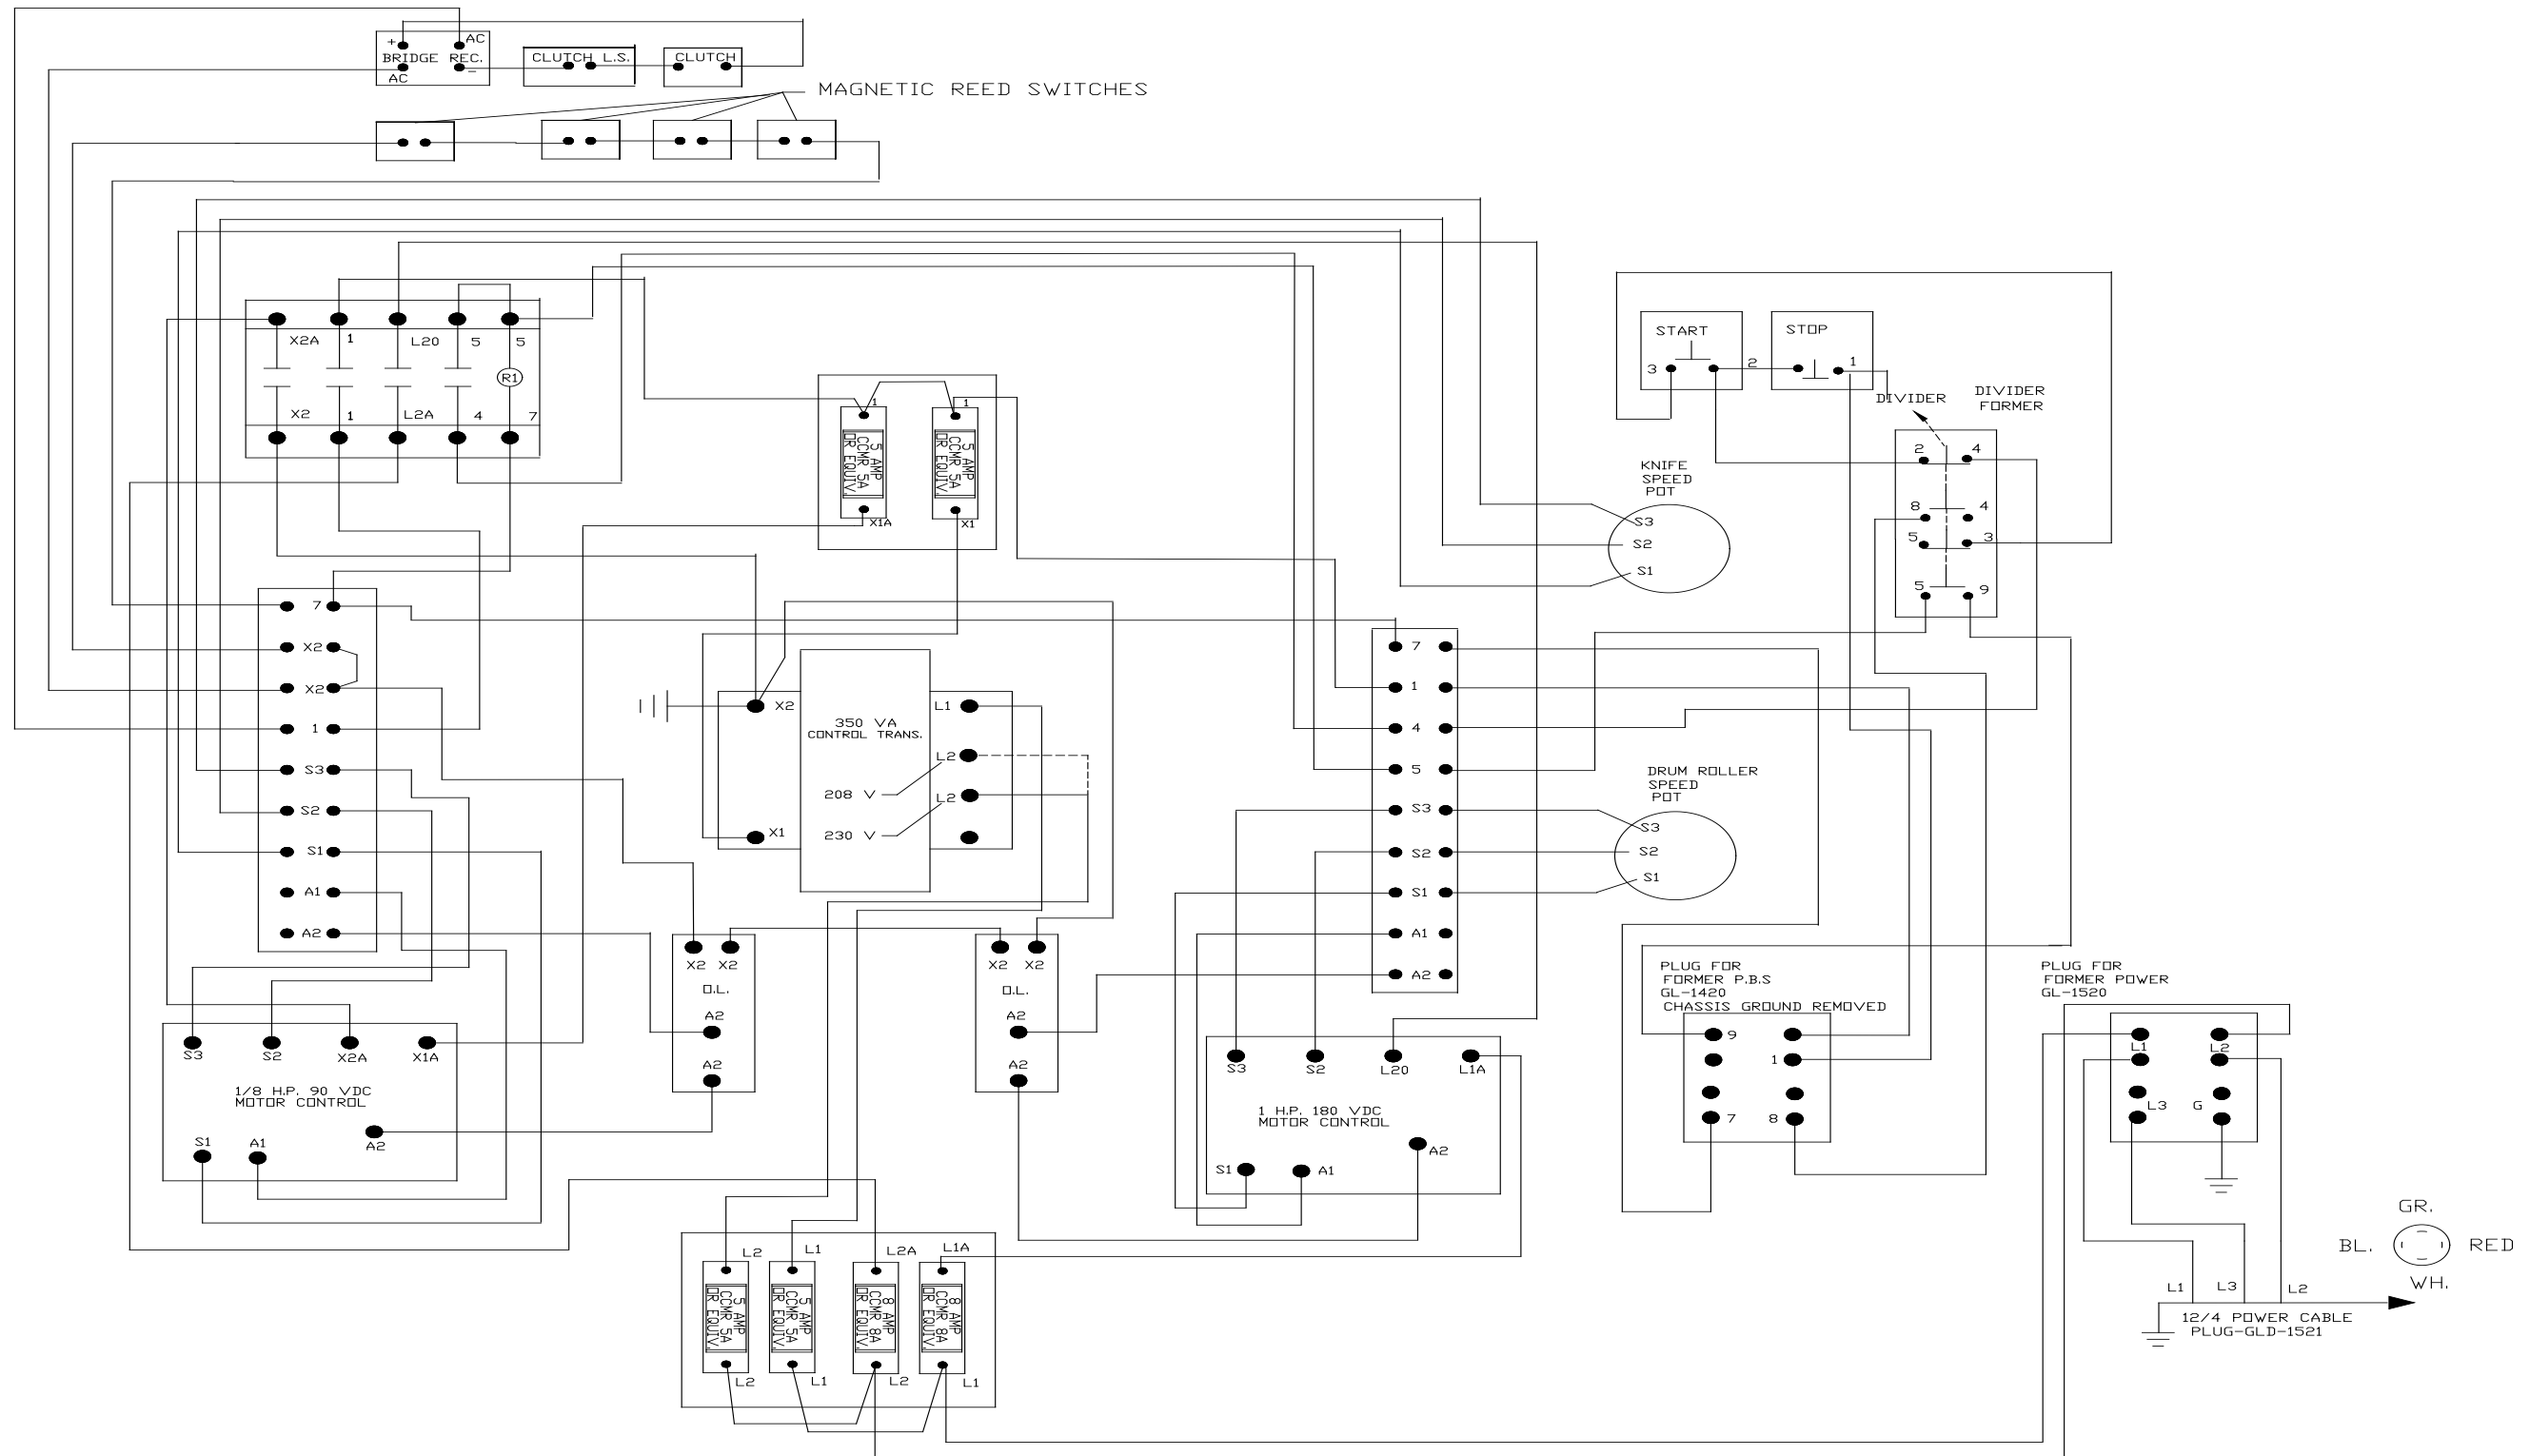 +
AC
BRIDGE REC.
AC
−
CLUTCH L.S.
CLUTCH
MAGNETIC REED SWITCHES
X2A
1
L20
5
5
R1
X2
1
L2A
4
7
1
1
5 AMP
CCMR 5A
OR EQUIV.
5 AMP
CCMR 5A
OR EQUIV.
X1A
X1
START
3
2
STOP
1
DIVIDER
DIVIDER
FORMER
2
4
8
4
5
3
5
9
KNIFE
SPEED
POT
S3
S2
S1
7
X2
X2
1
S3
S2
S1
A1
A2
X2
X1
350 VA
CONTROL TRANS.
L1
L2
208 V
L2
230 V
7
1
4
5
S3
S2
S1
A1
A2
DRUM ROLLER
SPEED
POT
S3
S2
S1
X2 X2
O.L.
A2
A2
X2 X2
O.L.
A2
A2
S3
S2
X2A
X1A
1/8 H.P. 90 VDC
MOTOR CONTROL
S1
A1
A2
S3
S2
L20
L1A
1 H.P. 180 VDC
MOTOR CONTROL
S1
A1
A2
PLUG FOR
FORMER P.B.S
GL-1420
CHASSIS GROUND REMOVED
9
1
7
8
PLUG FOR
FORMER POWER
GL-1520
L1
L2
L3
G
L2
L1
L2A
L1A
5 AMP
CCMR 5A
OR EQUIV.
5 AMP
CCMR 5A
OR EQUIV.
8 AMP
CCMR 8A
OR EQUIV.
8 AMP
CCMR 8A
OR EQUIV.
L2
L1
L2
L1
GR.
BL.
RED
WH.
L1
L3
L2
12/4 POWER CABLE
PLUG-GLD-1521